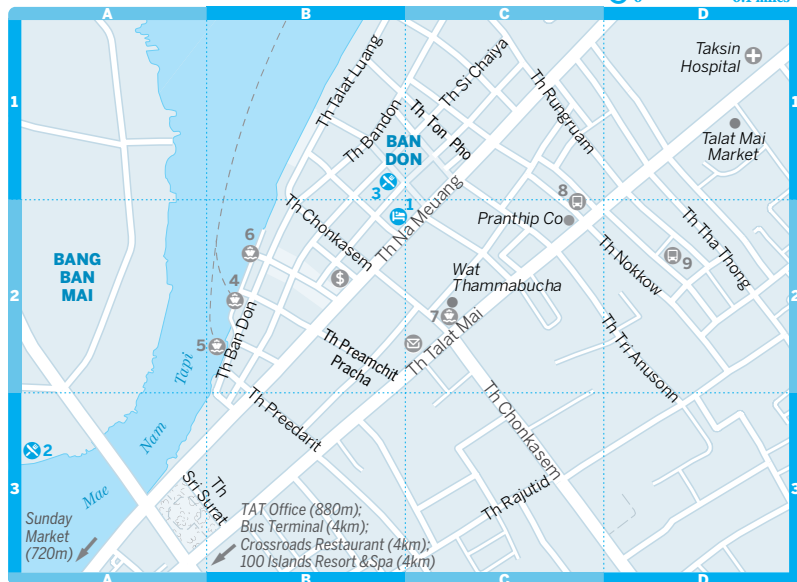 A
B
C
D
1
2
3
1
2
3
A
B
C
D
Taksin
Hospital
Talat Mai
Market
Th Talat Luang
Th Si Chaiya
Th Bandon
Th Ton Pho
Th Rungruam
BAN
DON
3
1
8
Th Na Meuang
Pranthip Co
Th Chonkasem
BANG
BAN
MAI
6
4
5
Th Ban Don
$
Wat
Thammabucha
7
Th Talat Mai
Th Nokkow
9
Th Tha Thong
Th Tri Anusonn
Th Preamchit
Pracha
Th Preedarit
Th Chonkasem
Th Rajutid
Mae Nam Tapi
2
Th
Sri Surat
Sunday
Market
(720m)
TAT Office (880m);
Bus Terminal (4km);
Crossroads Restaurant (4km);
100 Islands Resort &Spa (4km)